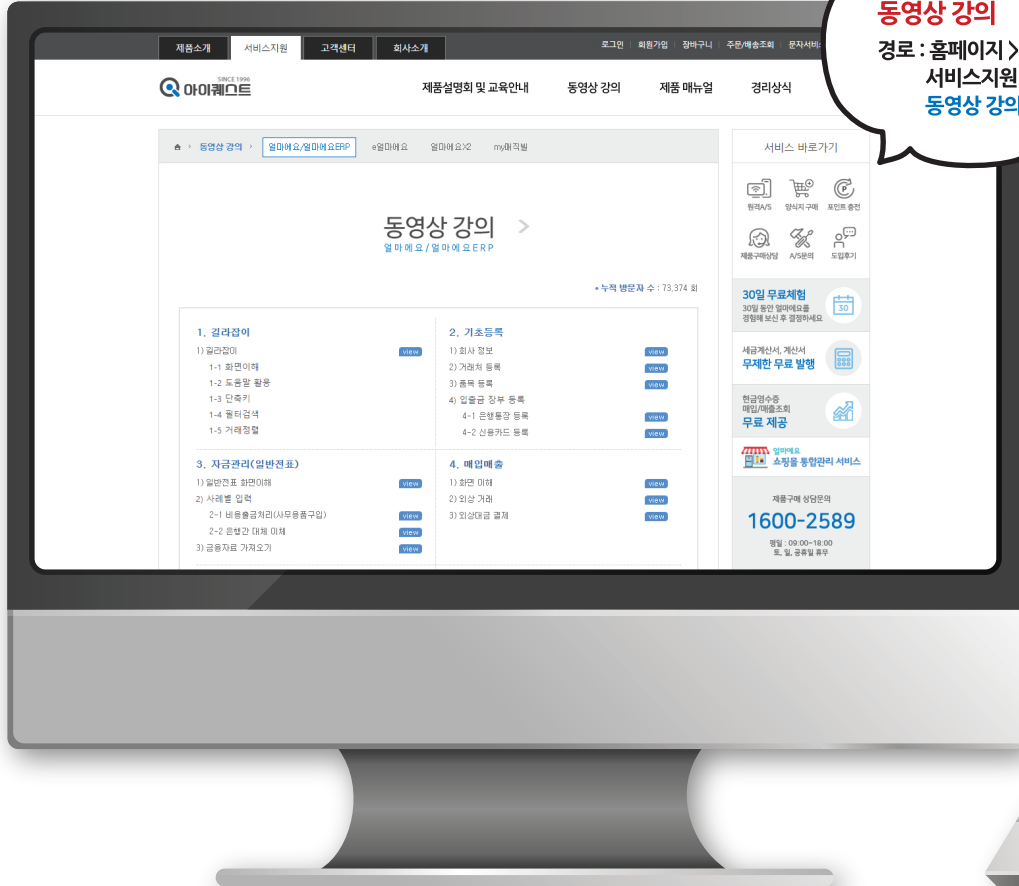 동영상 강의
경로 : 홈페이지 >
서비스지원
동영상 강의
제품소개 서비스지원 고객센터 회사소개
로그인 회원가입 장바구니 주문/배송조회 문자서비
SINCE 1996
아이퀘스트
제품설명회 및 교육안내 동영상 강의 제품 매뉴얼 경리상식
동영상 강의 얼마에요/얼마에요ERP e얼마에요 얼마에요X2 my매직빌
동영상 강의 >
얼마에요/얼마에요ERP
누적 방문자 수 : 73,374 회
1. 길라잡이
1) 길라잡이 view
1-1 화면이해
1-2 도움말 활용
1-3 단축키
1-4 필터검색
1-5 거래정렬
2. 기초등록
1) 회사 정보 view
2) 거래처 등록 view
3) 품목 등록 view
4) 입출금 장부 등록
4-1 은행통장 등록 view
4-2 신용카드 등록 view
3. 자금관리(일반전표)
1) 일반전표 화면이해 view
2) 사례별 입력
2-1 비용출금처리(사무용품구입) view
2-2 은행간 대체 이체 view
3) 금융자료 가져오기 view
4. 매입매출
1) 화면 이해 view
2) 외상 거래 view
3) 외상대금 결제 view
서비스 바로가기
원격A/S 양식지 구매 포인트 충전
제품구매상담 A/S문의 도입후기
30일 무료체험
30일 동안 얼마에요를
경험해 보신 후 결정하세요
30
세금계산서, 계산서
무제한 무료 발행
현금영수증
매입/매출조회
무료 제공
얼마에요
쇼핑몰 통합관리 서비스
제품구매 상담문의
1600-2589
평일 : 09:00~18:00
토, 일, 공휴일 휴무